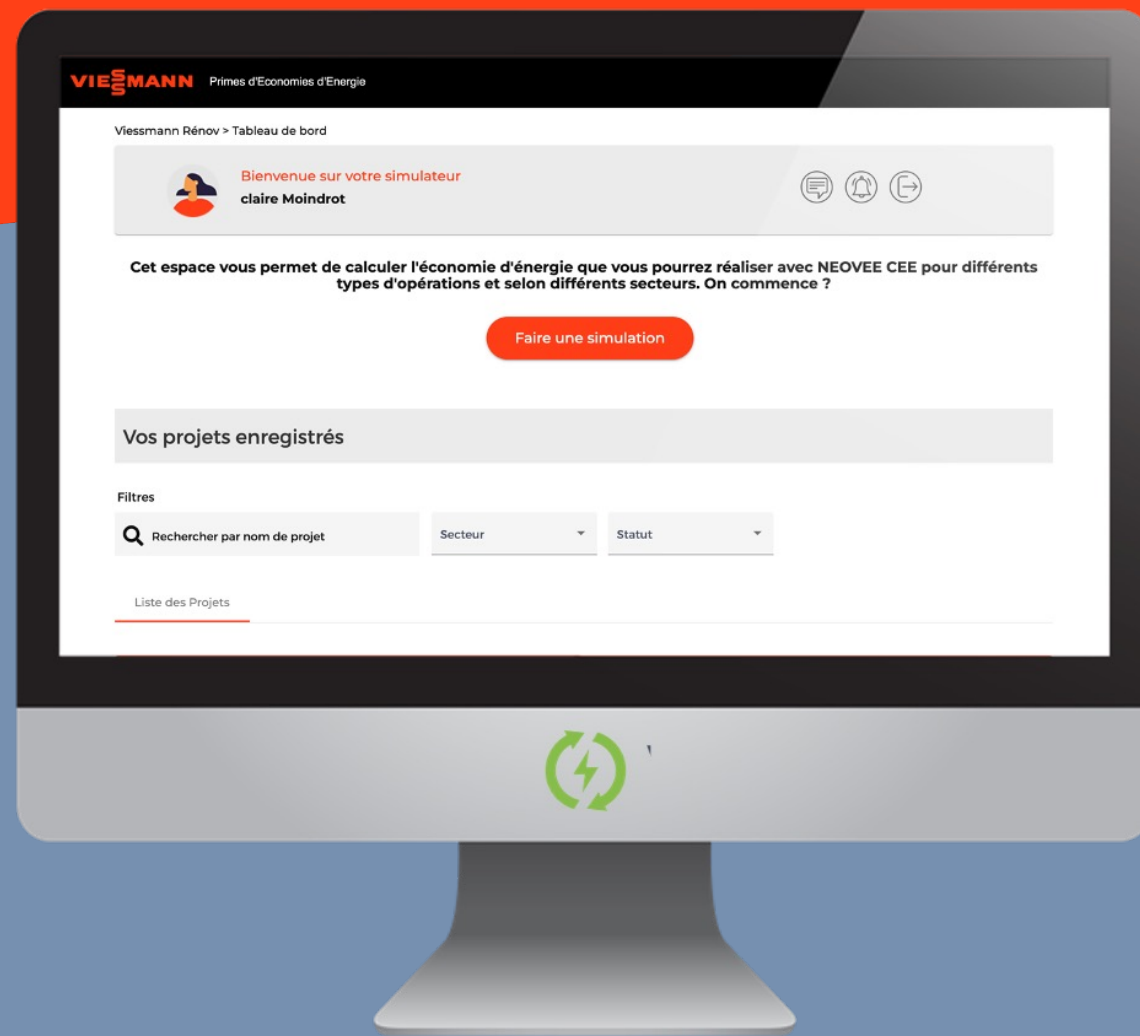 VIESSMANN Primes d'Economies d'Energie
Viessmann Rénov > Tableau de bord
Bienvenue sur votre simulateur
claire Moindrot
Cet espace vous permet de calculer l'économie d'énergie que vous pourrez réaliser avec NEOVEE CEE pour différents
types d'opérations et selon différents secteurs. On commence ?
Faire une simulation
Vos projets enregistrés
Filtres
Rechercher par nom de projet Secteur Statut
Liste des Projets